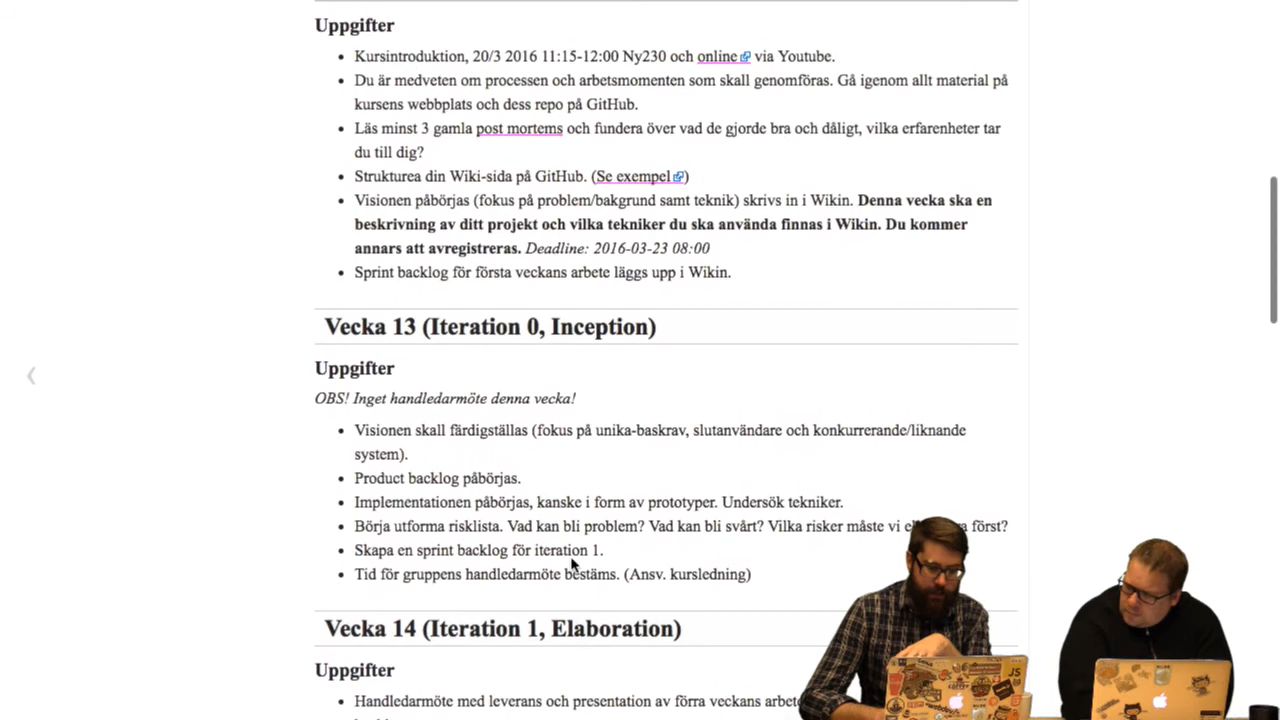 Uppgifter
• Kursintroduktion, 20/3 2016 11:15-12:00 Ny230 och online via Youtube.
• Du är medveten om processen och arbetsmomenten som skall genomföras. Gå igenom allt material på
kursens webbplats och dess repo på GitHub.
• Läs minst 3 gamla post mortems och fundera över vad de gjorde bra och dåligt, vilka erfarenheter tar
du till dig?
• Strukturea din Wiki-sida på GitHub. (Se exempel)
• Visionen påbörjas (fokus på problem/bakgrund samt teknik) skrivs in i Wikin. Denna vecka ska en
beskrivning av ditt projekt och vilka tekniker du ska använda finnas i Wikin. Du kommer
annars att avregistreras. Deadline: 2016-03-23 08:00
• Sprint backlog för första veckans arbete läggs upp i Wikin.
Vecka 13 (Iteration 0, Inception)
Uppgifter
OBS! Inget handledarmöte denna vecka!
• Visionen skall färdigställas (fokus på unika-baskrav, slutanvändare och konkurrerande/liknande
system).
• Product backlog påbörjas.
• Implementationen påbörjas, kanske i form av prototyper. Undersök tekniker.
• Börja utforma risklista. Vad kan bli problem? Vad kan bli svårt? Vilka risker måste vi först?
• Skapa en sprint backlog för iteration 1.
• Tid för gruppens handledarmöte bestäms. (Ansv. kursledning)
Vecka 14 (Iteration 1, Elaboration)
Uppgifter
• Handledarmöte med leverans och presentation av förra veckans
JS